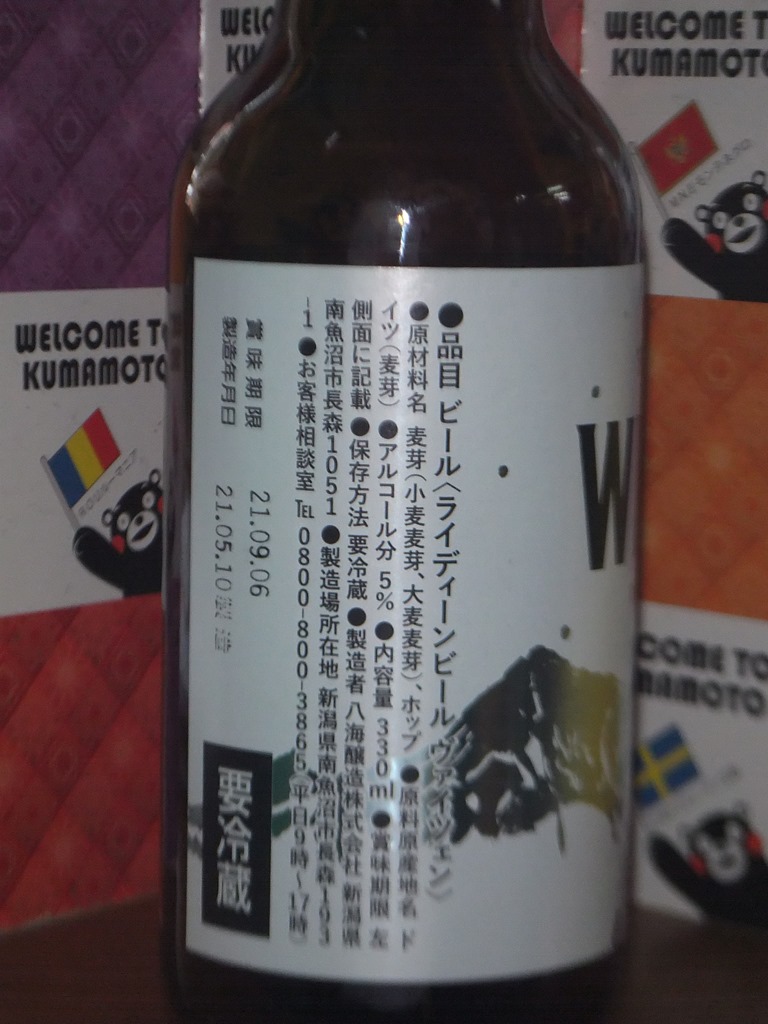 ●品目 ビール〈ライディーンビール ヴァイツェン〉
●原材料名 麦芽(小麦麦芽、大麦麦芽)、ホップ ●原料原産地名 ド
イツ(麦芽) ●アルコール分 5% ●内容量 330ml ●賞味期限 左
側面に記載 ●保存方法 要冷蔵 ●製造者 八海醸造株式会社 新潟県
南魚沼市長森1051 ●製造場所在地 新潟県南魚沼市長森193
-1 ●お客様相談室 ℡ 0800-800-3865(平日9時~17時)
賞味期限 21.09.06
製造年月日 21.05.10製造
要冷蔵
W
WELCOME T
KUMAMOTO
WELCOME T
KUMAMOTO
COME TO
MAMOTO
WELC